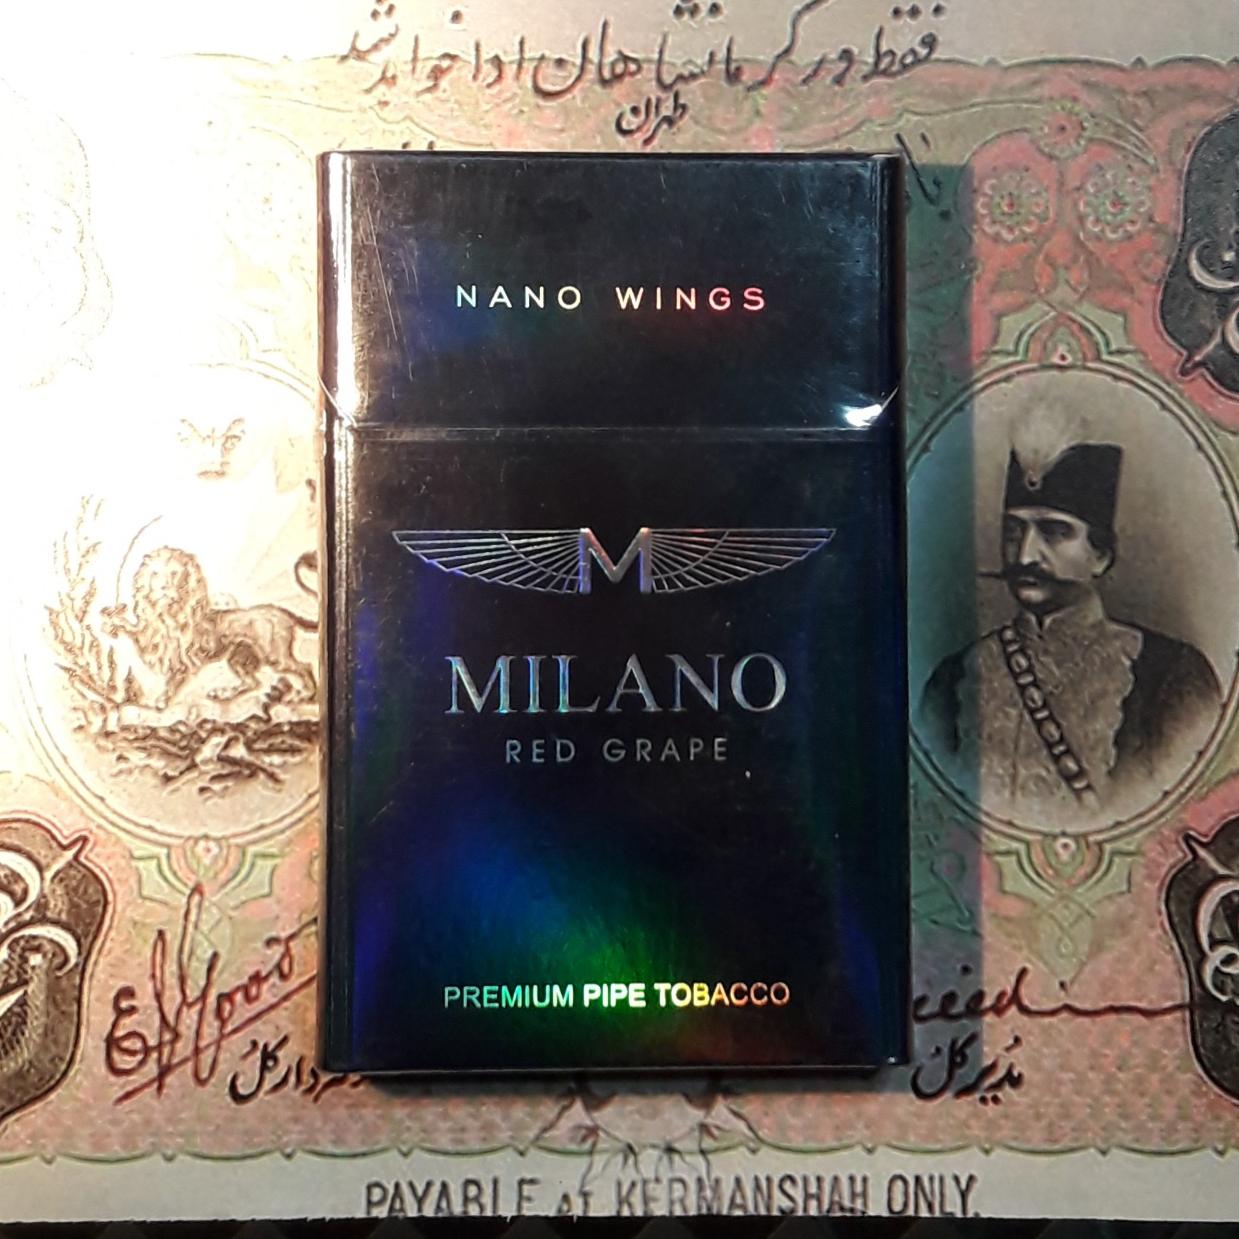 فقط در کرمانشاهان ادا خواهد شد
طهران
NANO WINGS
M
MILANO
RED GRAPE
PREMIUM PIPE TOBACCO
مدیر کل
PAYABLE AT KERMANSHAH ONLY.